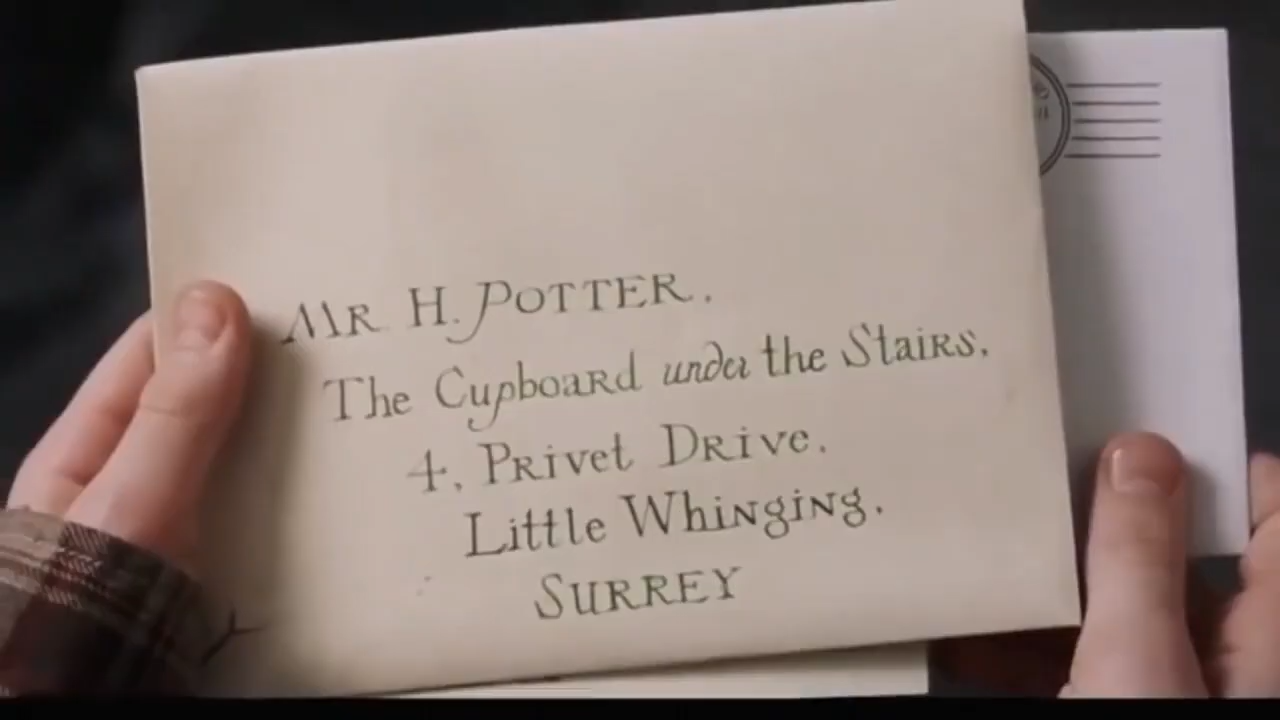 Mr. H. Potter,
The Cupboard under the Stairs,
4, Privet Drive,
Little Whinging,
SURREY